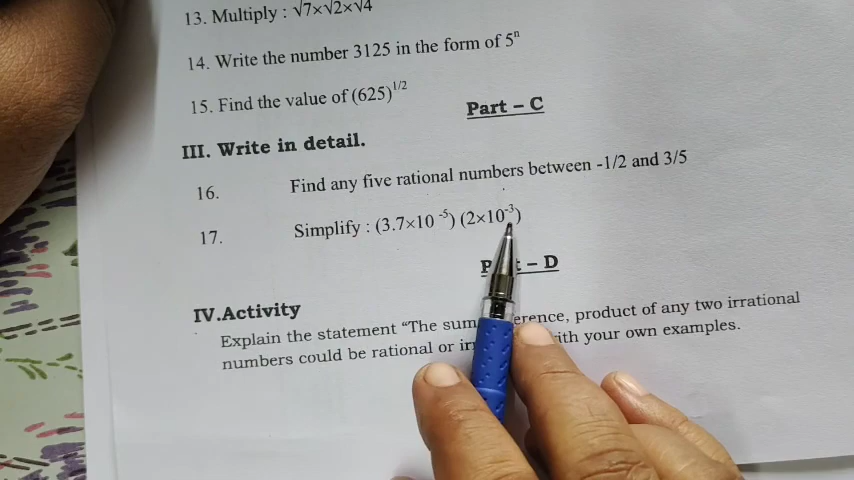 13. Multiply : √7×√2×√4
14. Write the number 3125 in the form of 5ⁿ
15. Find the value of (625)¹/²
Part – C
III. Write in detail.
16. Find any five rational numbers between -1/2 and 3/5
17. Simplify : (3.7×10 ⁻⁵) (2×10⁻³)
– D
IV.Activity
Explain the statement “The sum, product of any two irrational
numbers could be rational or with your own examples.